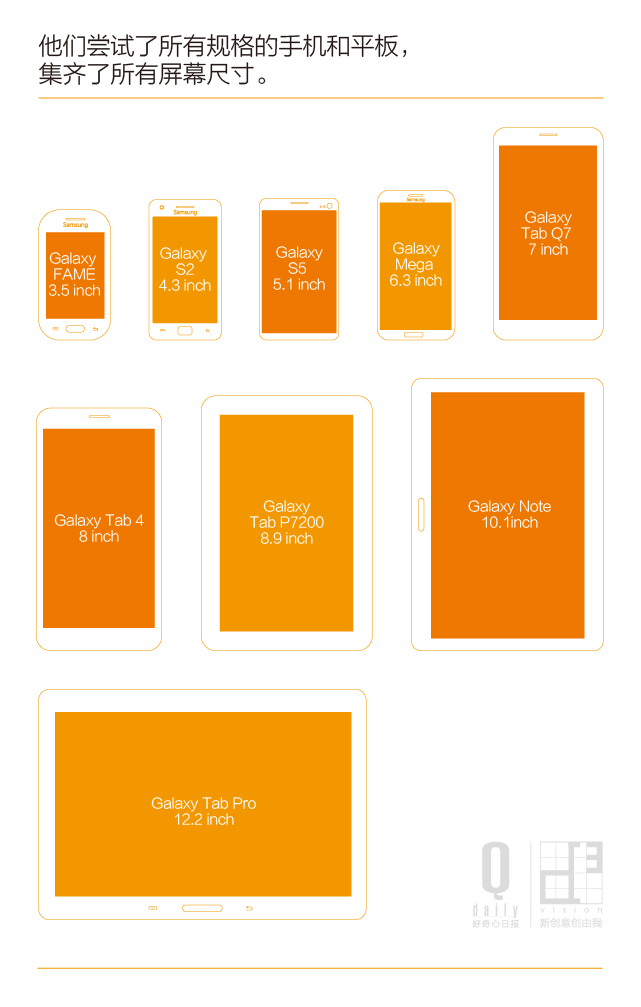 他们尝试了所有规格的手机和平板，
集齐了所有屏幕尺寸。
Samsung
Galaxy
FAME
3.5 inch
Samsung
Galaxy
S2
4.3 inch
Galaxy
S5
5.1 inch
Samsung
Galaxy
Mega
6.3 inch
Galaxy
Tab Q7
7 inch
Galaxy Tab 4
8 inch
Galaxy
Tab P7200
8.9 inch
Galaxy Note
10.1inch
Galaxy Tab Pro
12.2 inch
Q
daily
好奇心日报
d3
vision
新创意创由我